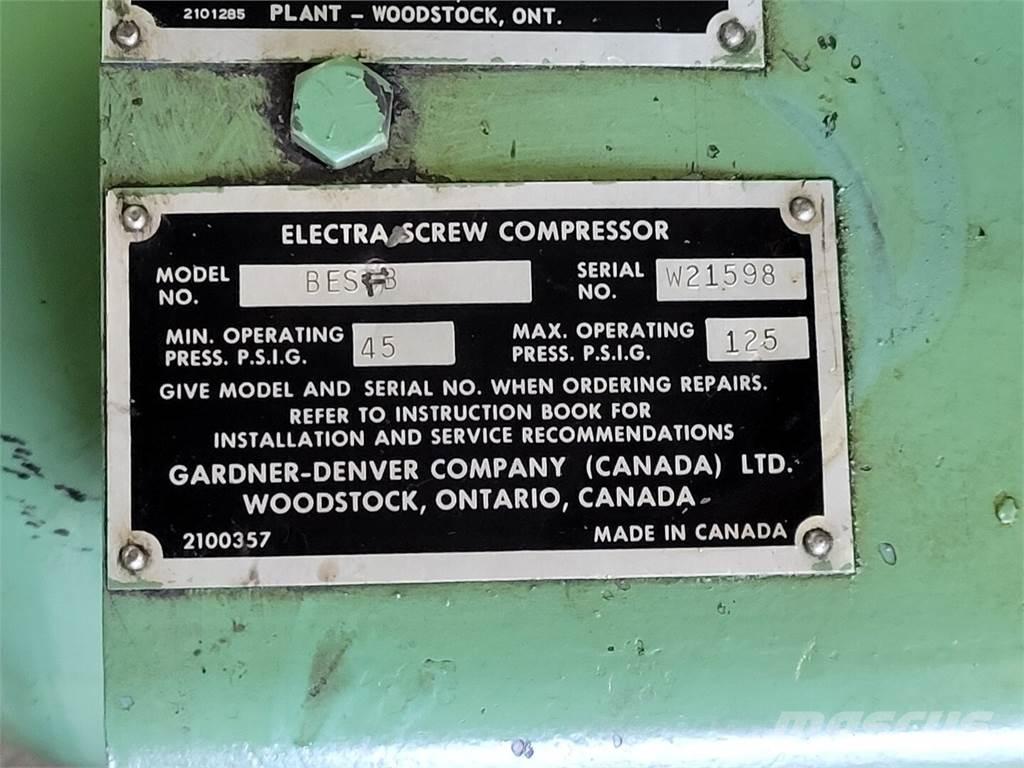 2101285 PLANT – WOODSTOCK, ONT.
ELECTRA SCREW COMPRESSOR
MODEL NO. SERIAL NO. W21598
MIN. OPERATING PRESS. P.S.I.G. 45 MAX. OPERATING PRESS. P.S.I.G. 125
GIVE MODEL AND SERIAL NO. WHEN ORDERING REPAIRS.
REFER TO INSTRUCTION BOOK FOR
INSTALLATION AND SERVICE RECOMMENDATIONS
GARDNER-DENVER COMPANY (CANADA) LTD.
WOODSTOCK, ONTARIO, CANADA
2100357 MADE IN CANADA
MASCUS